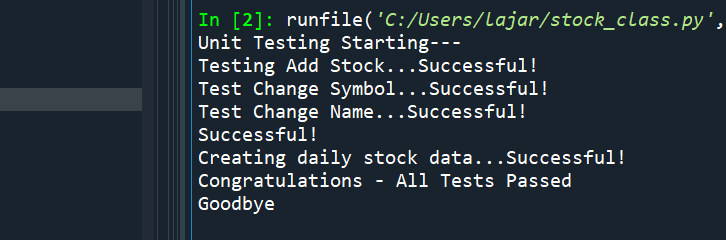 In [2]: runfile('C:/Users/lajar/stock_class.py',
Unit Testing Starting---
Testing Add Stock...Successful!
Test Change Symbol...Successful!
Test Change Name...Successful!
Successful!
Creating daily stock data...Successful!
Congratulations - All Tests Passed
Goodbye